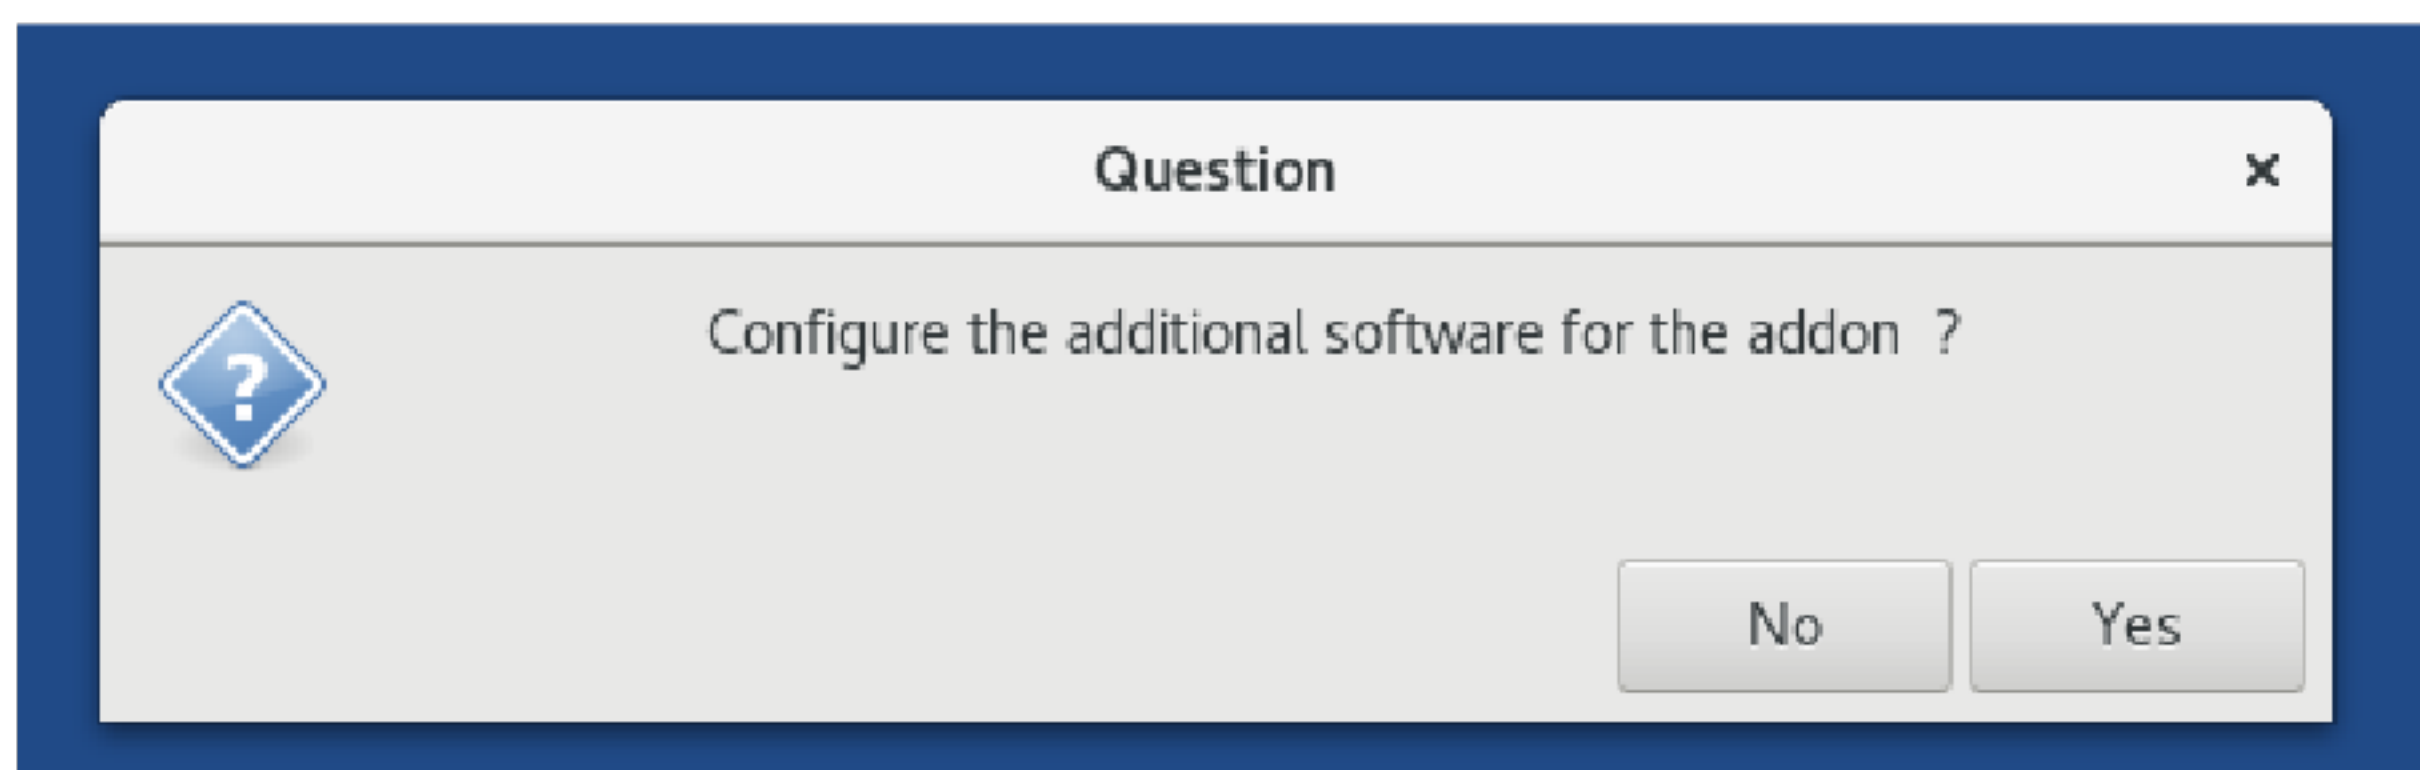 Question
Configure the additional software for the addon  ?
No
Yes